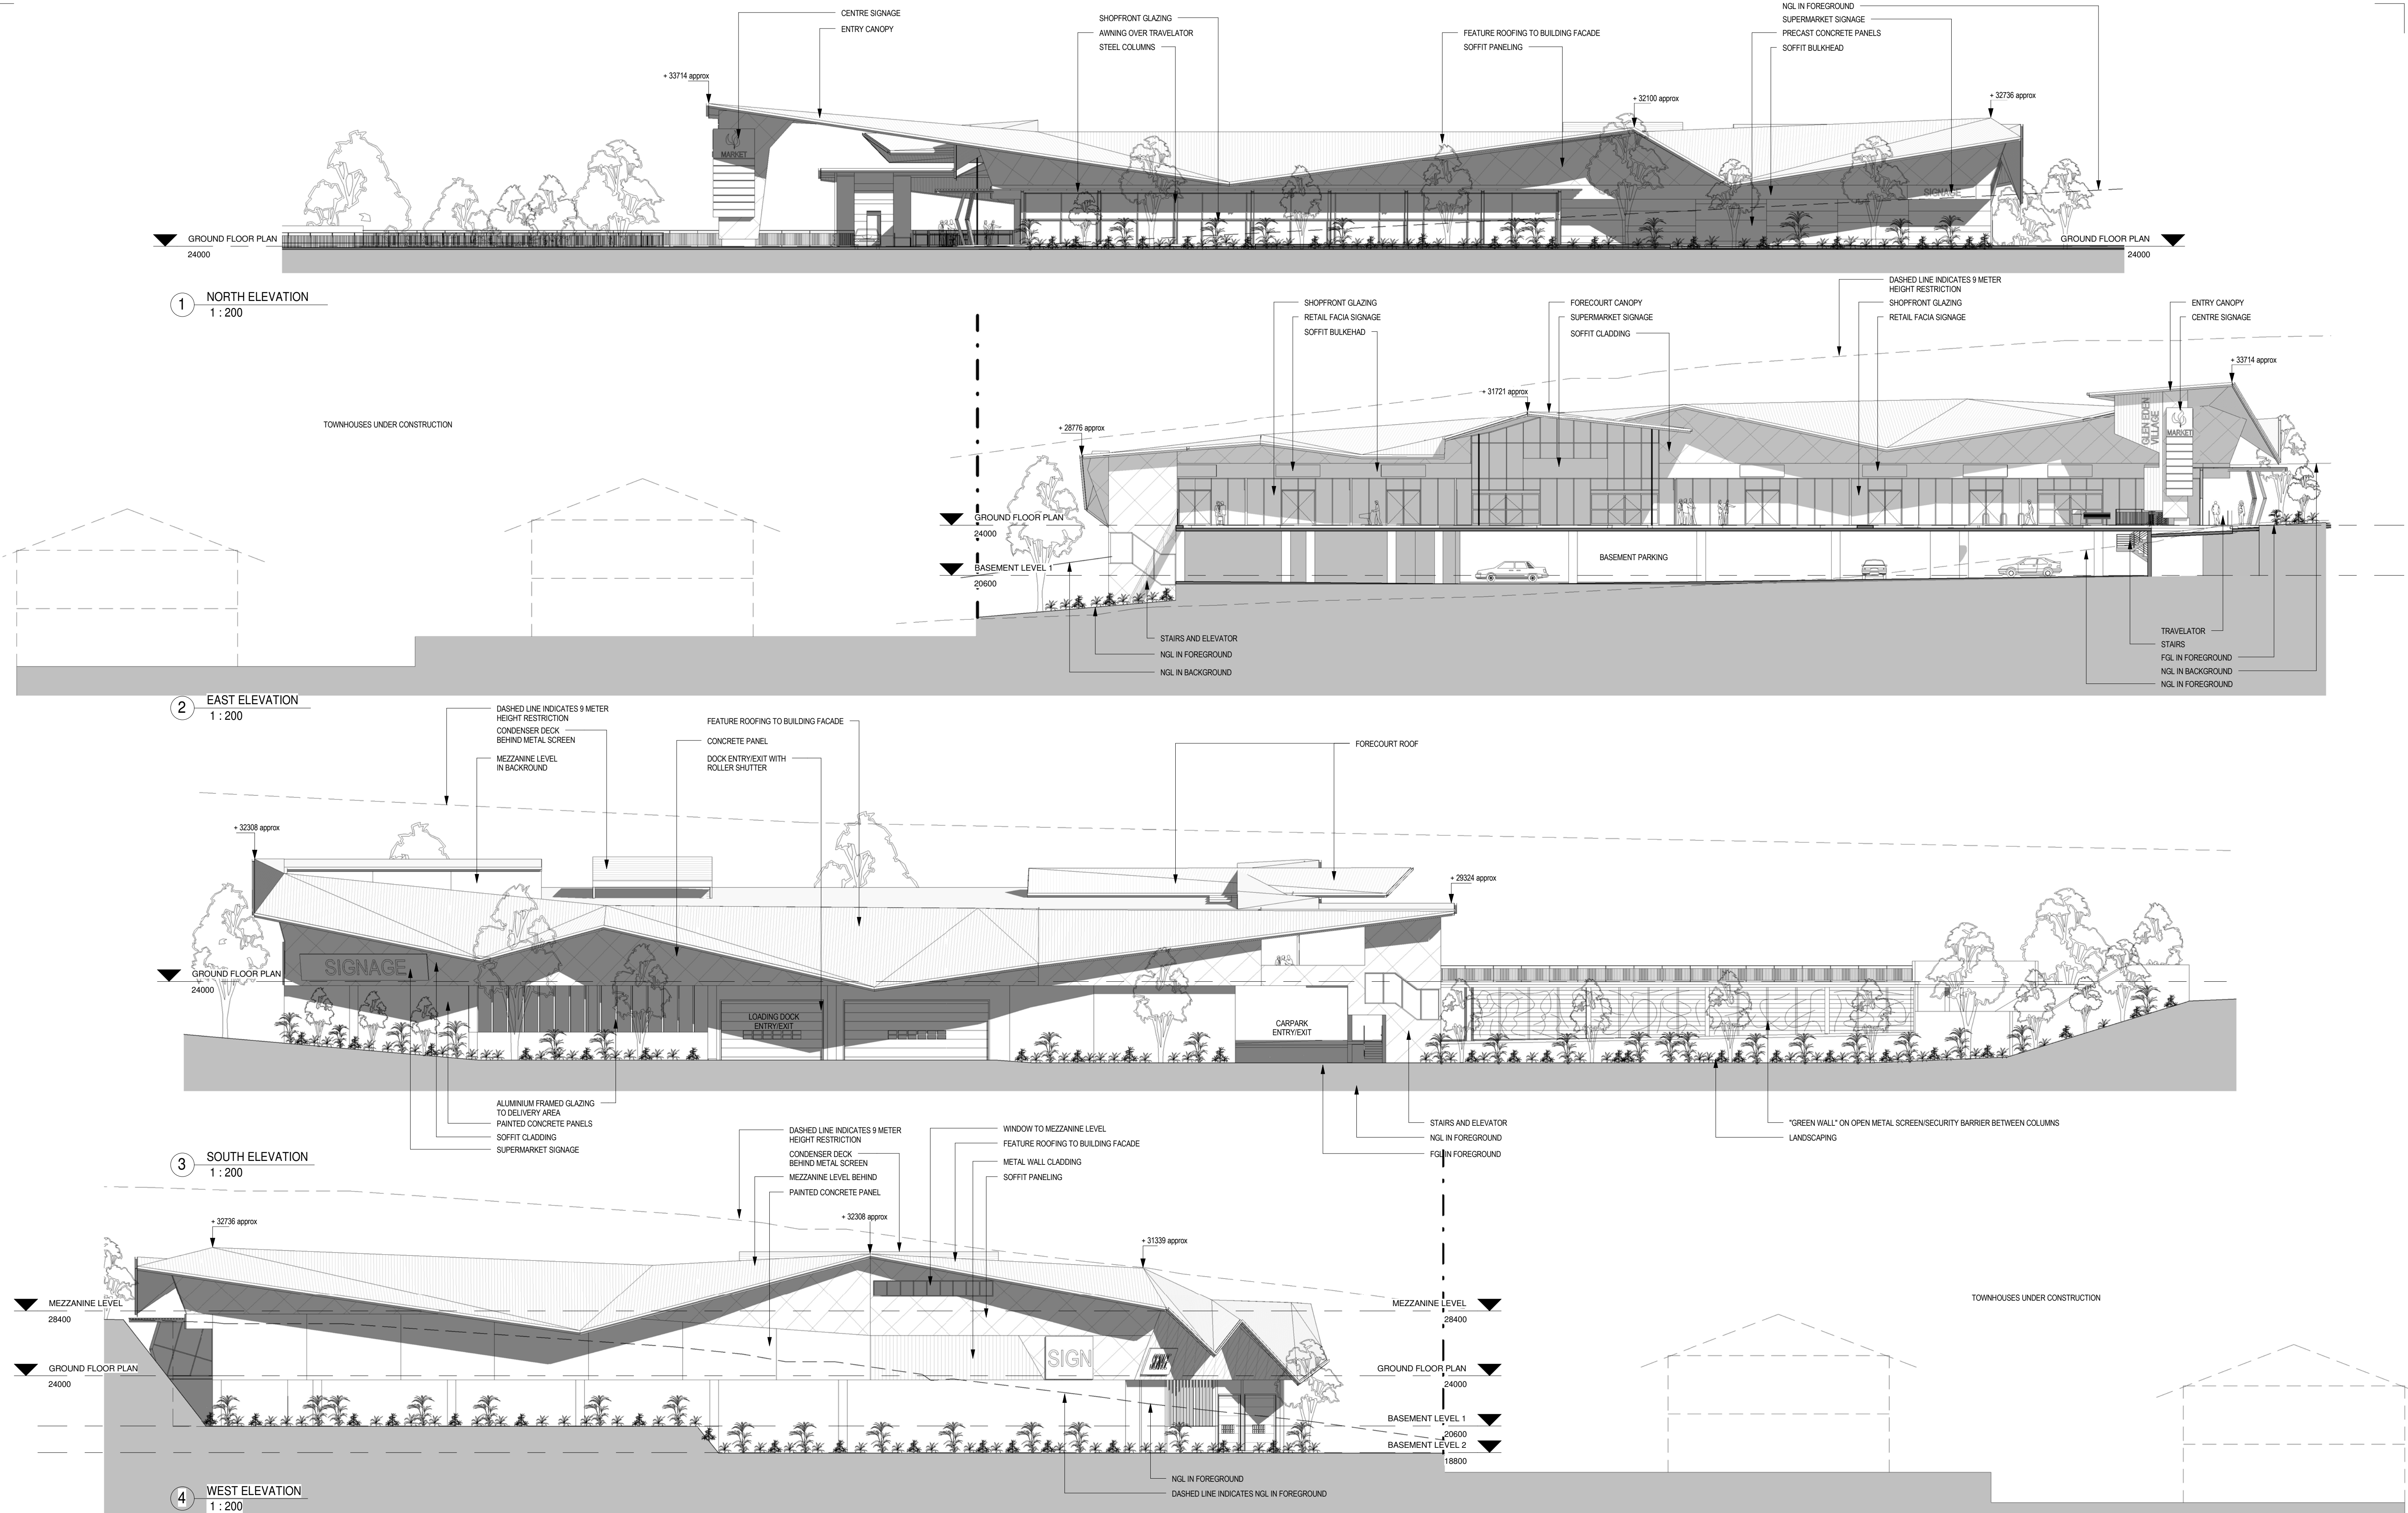 CENTRE SIGNAGE
ENTRY CANOPY
SHOPFRONT GLAZING
AWNING OVER TRAVELATOR
STEEL COLUMNS
FEATURE ROOFING TO BUILDING FACADE
SOFFIT PANELING
NGL IN FOREGROUND
SUPERMARKET SIGNAGE
PRECAST CONCRETE PANELS
SOFFIT BULKHEAD
+ 33714 approx
+ 32100 approx
+ 32736 approx
MARKET
SIGNAGE
GROUND FLOOR PLAN
24000
GROUND FLOOR PLAN
24000
1 NORTH ELEVATION
1 : 200
SHOPFRONT GLAZING
RETAIL FACIA SIGNAGE
SOFFIT BULKEHAD
FORECOURT CANOPY
SUPERMARKET SIGNAGE
SOFFIT CLADDING
DASHED LINE INDICATES 9 METER
HEIGHT RESTRICTION
SHOPFRONT GLAZING
RETAIL FACIA SIGNAGE
ENTRY CANOPY
CENTRE SIGNAGE
+ 33714 approx
+ 31721 approx
+ 28776 approx
TOWNHOUSES UNDER CONSTRUCTION
GLEN EDEN
VILLAGE
MARKET
GROUND FLOOR PLAN
24000
BASEMENT LEVEL 1
20600
BASEMENT PARKING
STAIRS AND ELEVATOR
NGL IN FOREGROUND
NGL IN BACKGROUND
TRAVELATOR
STAIRS
FGL IN FOREGROUND
NGL IN BACKGROUND
NGL IN FOREGROUND
2 EAST ELEVATION
1 : 200
DASHED LINE INDICATES 9 METER
HEIGHT RESTRICTION
CONDENSER DECK
BEHIND METAL SCREEN
MEZZANINE LEVEL
IN BACKROUND
FEATURE ROOFING TO BUILDING FACADE
CONCRETE PANEL
DOCK ENTRY/EXIT WITH
ROLLER SHUTTER
FORECOURT ROOF
+ 32308 approx
+ 29324 approx
SIGNAGE
GROUND FLOOR PLAN
24000
LOADING DOCK
ENTRY/EXIT
CARPARK
ENTRY/EXIT
ALUMINIUM FRAMED GLAZING
TO DELIVERY AREA
PAINTED CONCRETE PANELS
SOFFIT CLADDING
SUPERMARKET SIGNAGE
STAIRS AND ELEVATOR
NGL IN FOREGROUND
FGL IN FOREGROUND
"GREEN WALL" ON OPEN METAL SCREEN/SECURITY BARRIER BETWEEN COLUMNS
LANDSCAPING
3 SOUTH ELEVATION
1 : 200
DASHED LINE INDICATES 9 METER
HEIGHT RESTRICTION
CONDENSER DECK
BEHIND METAL SCREEN
MEZZANINE LEVEL BEHIND
PAINTED CONCRETE PANEL
WINDOW TO MEZZANINE LEVEL
FEATURE ROOFING TO BUILDING FACADE
METAL WALL CLADDING
SOFFIT PANELING
+ 32736 approx
+ 32308 approx
+ 31339 approx
SIGN
MEZZANINE LEVEL
28400
GROUND FLOOR PLAN
24000
MEZZANINE LEVEL
28400
GROUND FLOOR PLAN
24000
BASEMENT LEVEL 1
20600
BASEMENT LEVEL 2
18800
TOWNHOUSES UNDER CONSTRUCTION
NGL IN FOREGROUND
DASHED LINE INDICATES NGL IN FOREGROUND
4 WEST ELEVATION
1 : 200